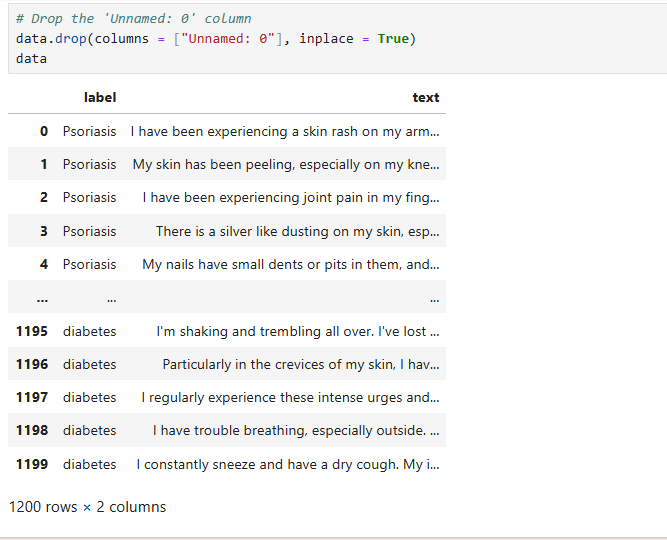 # Drop the 'Unnamed: 0' column
data.drop(columns = ["Unnamed: 0"], inplace = True)
data
label text
0 Psoriasis I have been experiencing a skin rash on my arm...
1 Psoriasis My skin has been peeling, especially on my kne...
2 Psoriasis I have been experiencing joint pain in my fing...
3 Psoriasis There is a silver like dusting on my skin, esp...
4 Psoriasis My nails have small dents or pits in them, and...
... ... ...
1195 diabetes I'm shaking and trembling all over. I've lost ...
1196 diabetes Particularly in the crevices of my skin, I hav...
1197 diabetes I regularly experience these intense urges and...
1198 diabetes I have trouble breathing, especially outside. ...
1199 diabetes I constantly sneeze and have a dry cough. My i...
1200 rows × 2 columns